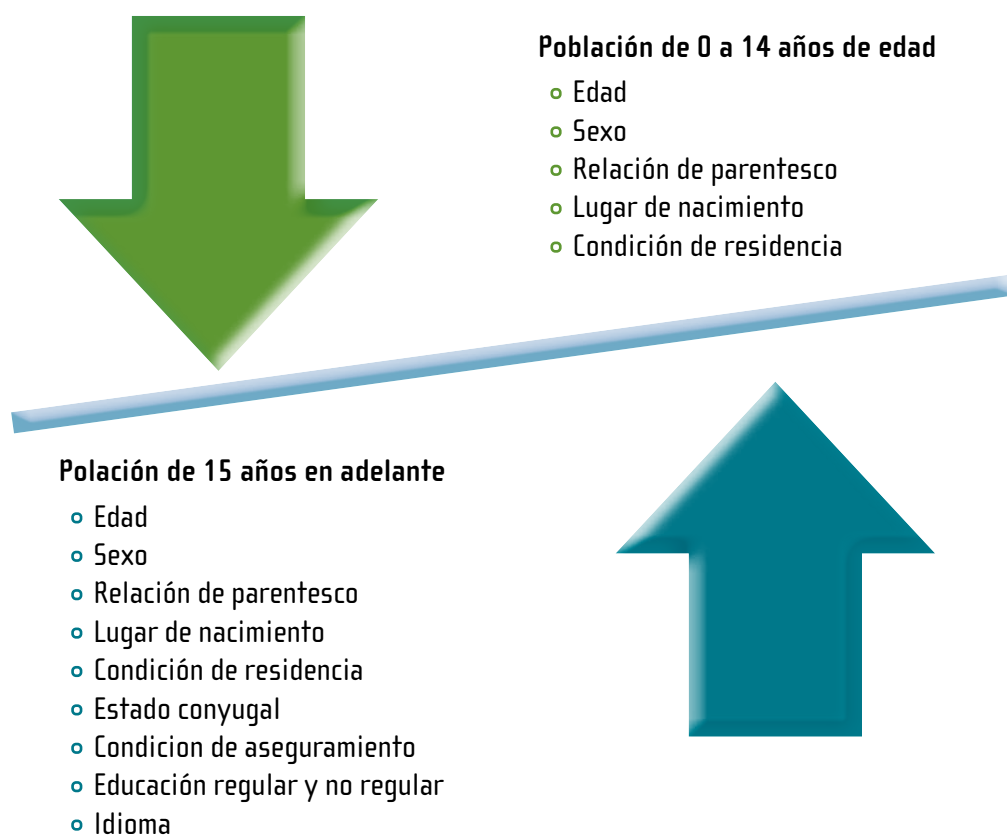 Población de 0 a 14 años de edad
Edad
Sexo
Relación de parentesco
Lugar de nacimiento
Condición de residencia
Polación de 15 años en adelante
Edad
Sexo
Relación de parentesco
Lugar de nacimiento
Condición de residencia
Estado conyugal
Condicion de aseguramiento
Educación regular y no regular
Idioma